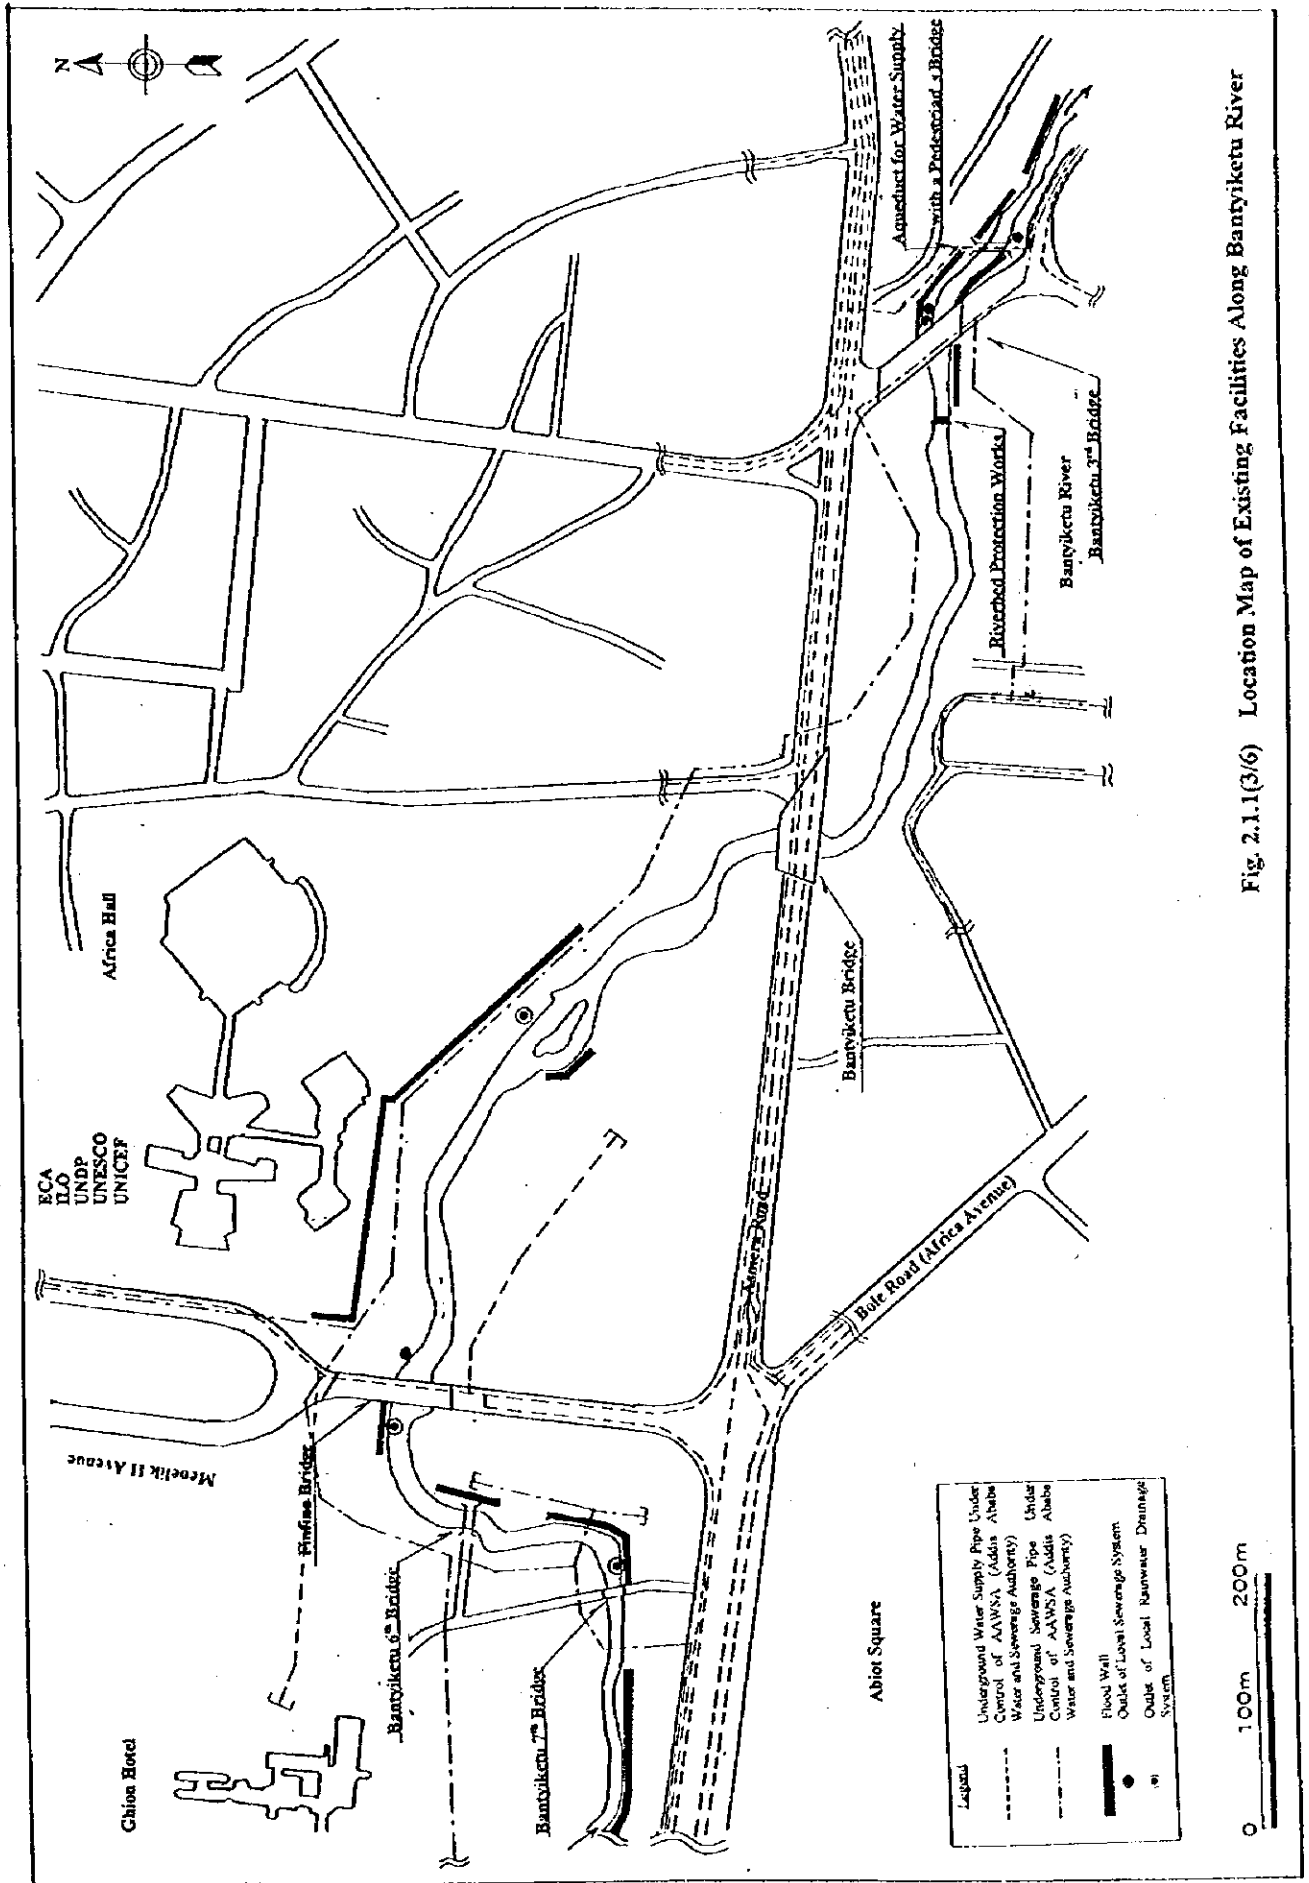 N
ECA
ILO
UNDP
UNESCO
UNICEF
Africa Hall
Ghion Hotel
Menelik II Avenue
Finfine Bridge
Bantyiketu 6th Bridge
Bantyiketu 7th Bridge
Abiot Square
Asmera Road
Bole Road (Africa Avenue)
Bantyiketu Bridge
Riverbed Protection Works
Bantyiketu River
Bantyiketu 3rd Bridge
Aqueduct for Water Supply
with a Pedestriad s Bridge
Legend
Underground Water Supply Pipe Under
Control of AAWSA (Addis Ababa
Water and Sewerage Authority)
Underground Sewerage Pipe Under
Control of AAWSA (Addis Ababa
Water and Sewerage Authority)
Flood Wall
Outlet of Local Sewerage System
Outlet of Local Rainwater Drainage
System
0 100m 200m
Fig. 2.1.1(3/6) Location Map of Existing Facilities Along Bantyiketu River